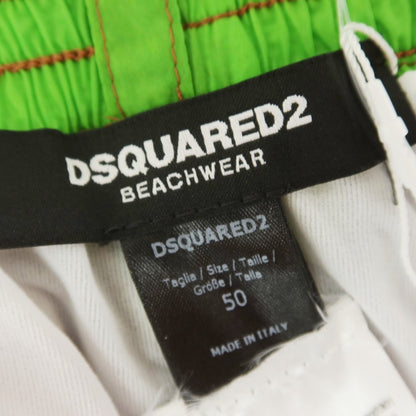 DSQUARED2
BEACHWEAR
DSQUARED2
Taglia / Size / Taille /
Größe / Talla
50
MADE IN ITALY